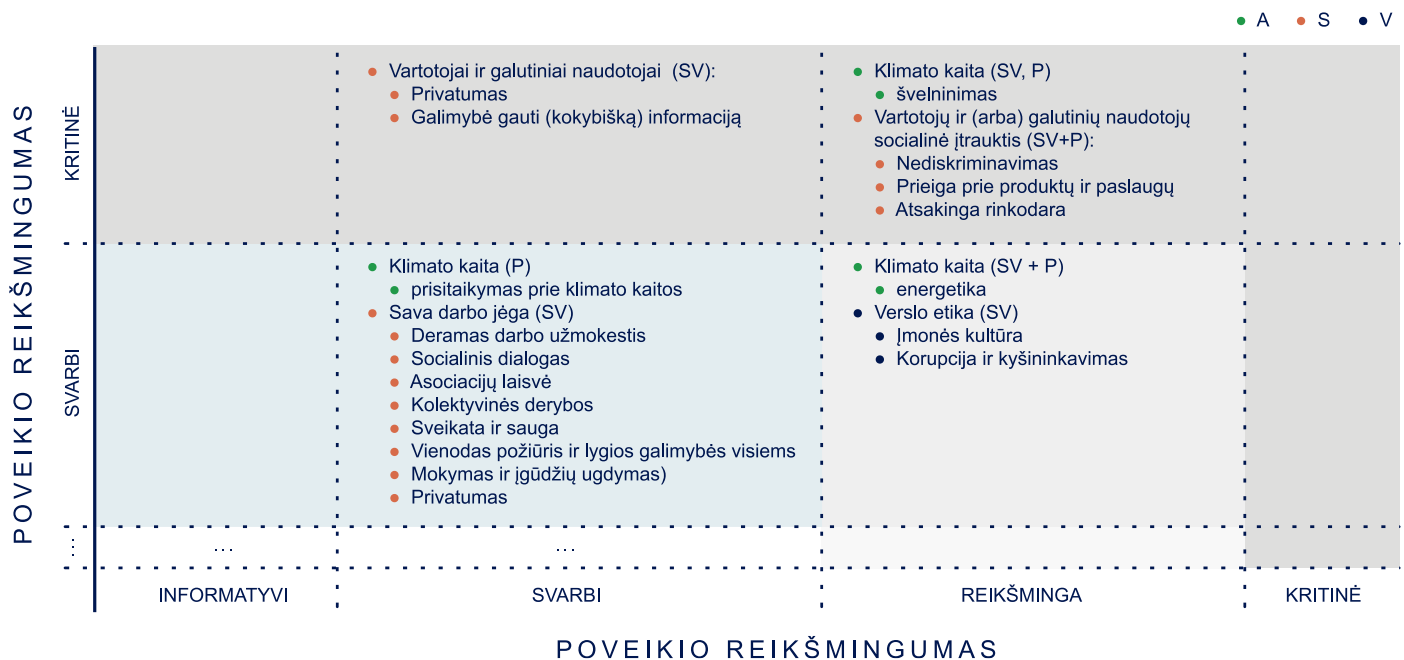 A S V
POVEIKIO REIKŠMINGUMAS
KRITINĖ
Vartotojai ir galutiniai naudotojai (SV):
Privatumas
Galimybė gauti (kokybišką) informaciją
Klimato kaita (SV, P)
švelninimas
Vartotojų ir (arba) galutinių naudotojų
socialinė įtrauktis (SV+P):
Nediskriminavimas
Prieiga prie produktų ir paslaugų
Atsakinga rinkodara
SVARBI
Klimato kaita (P)
prisitaikymas prie klimato kaitos
Sava darbo jėga (SV)
Deramas darbo užmokestis
Socialinis dialogas
Asociacijų laisvė
Kolektyvinės derybos
Sveikata ir sauga
Vienodas požiūris ir lygios galimybės visiems
Mokymas ir įgūdžių ugdymas)
Privatumas
Klimato kaita (SV + P)
energetika
Verslo etika (SV)
Įmonės kultūra
Korupcija ir kyšininkavimas
... ... ...
INFORMATYVI SVARBI REIKŠMINGA KRITINĖ
POVEIKIO REIKŠMINGUMAS